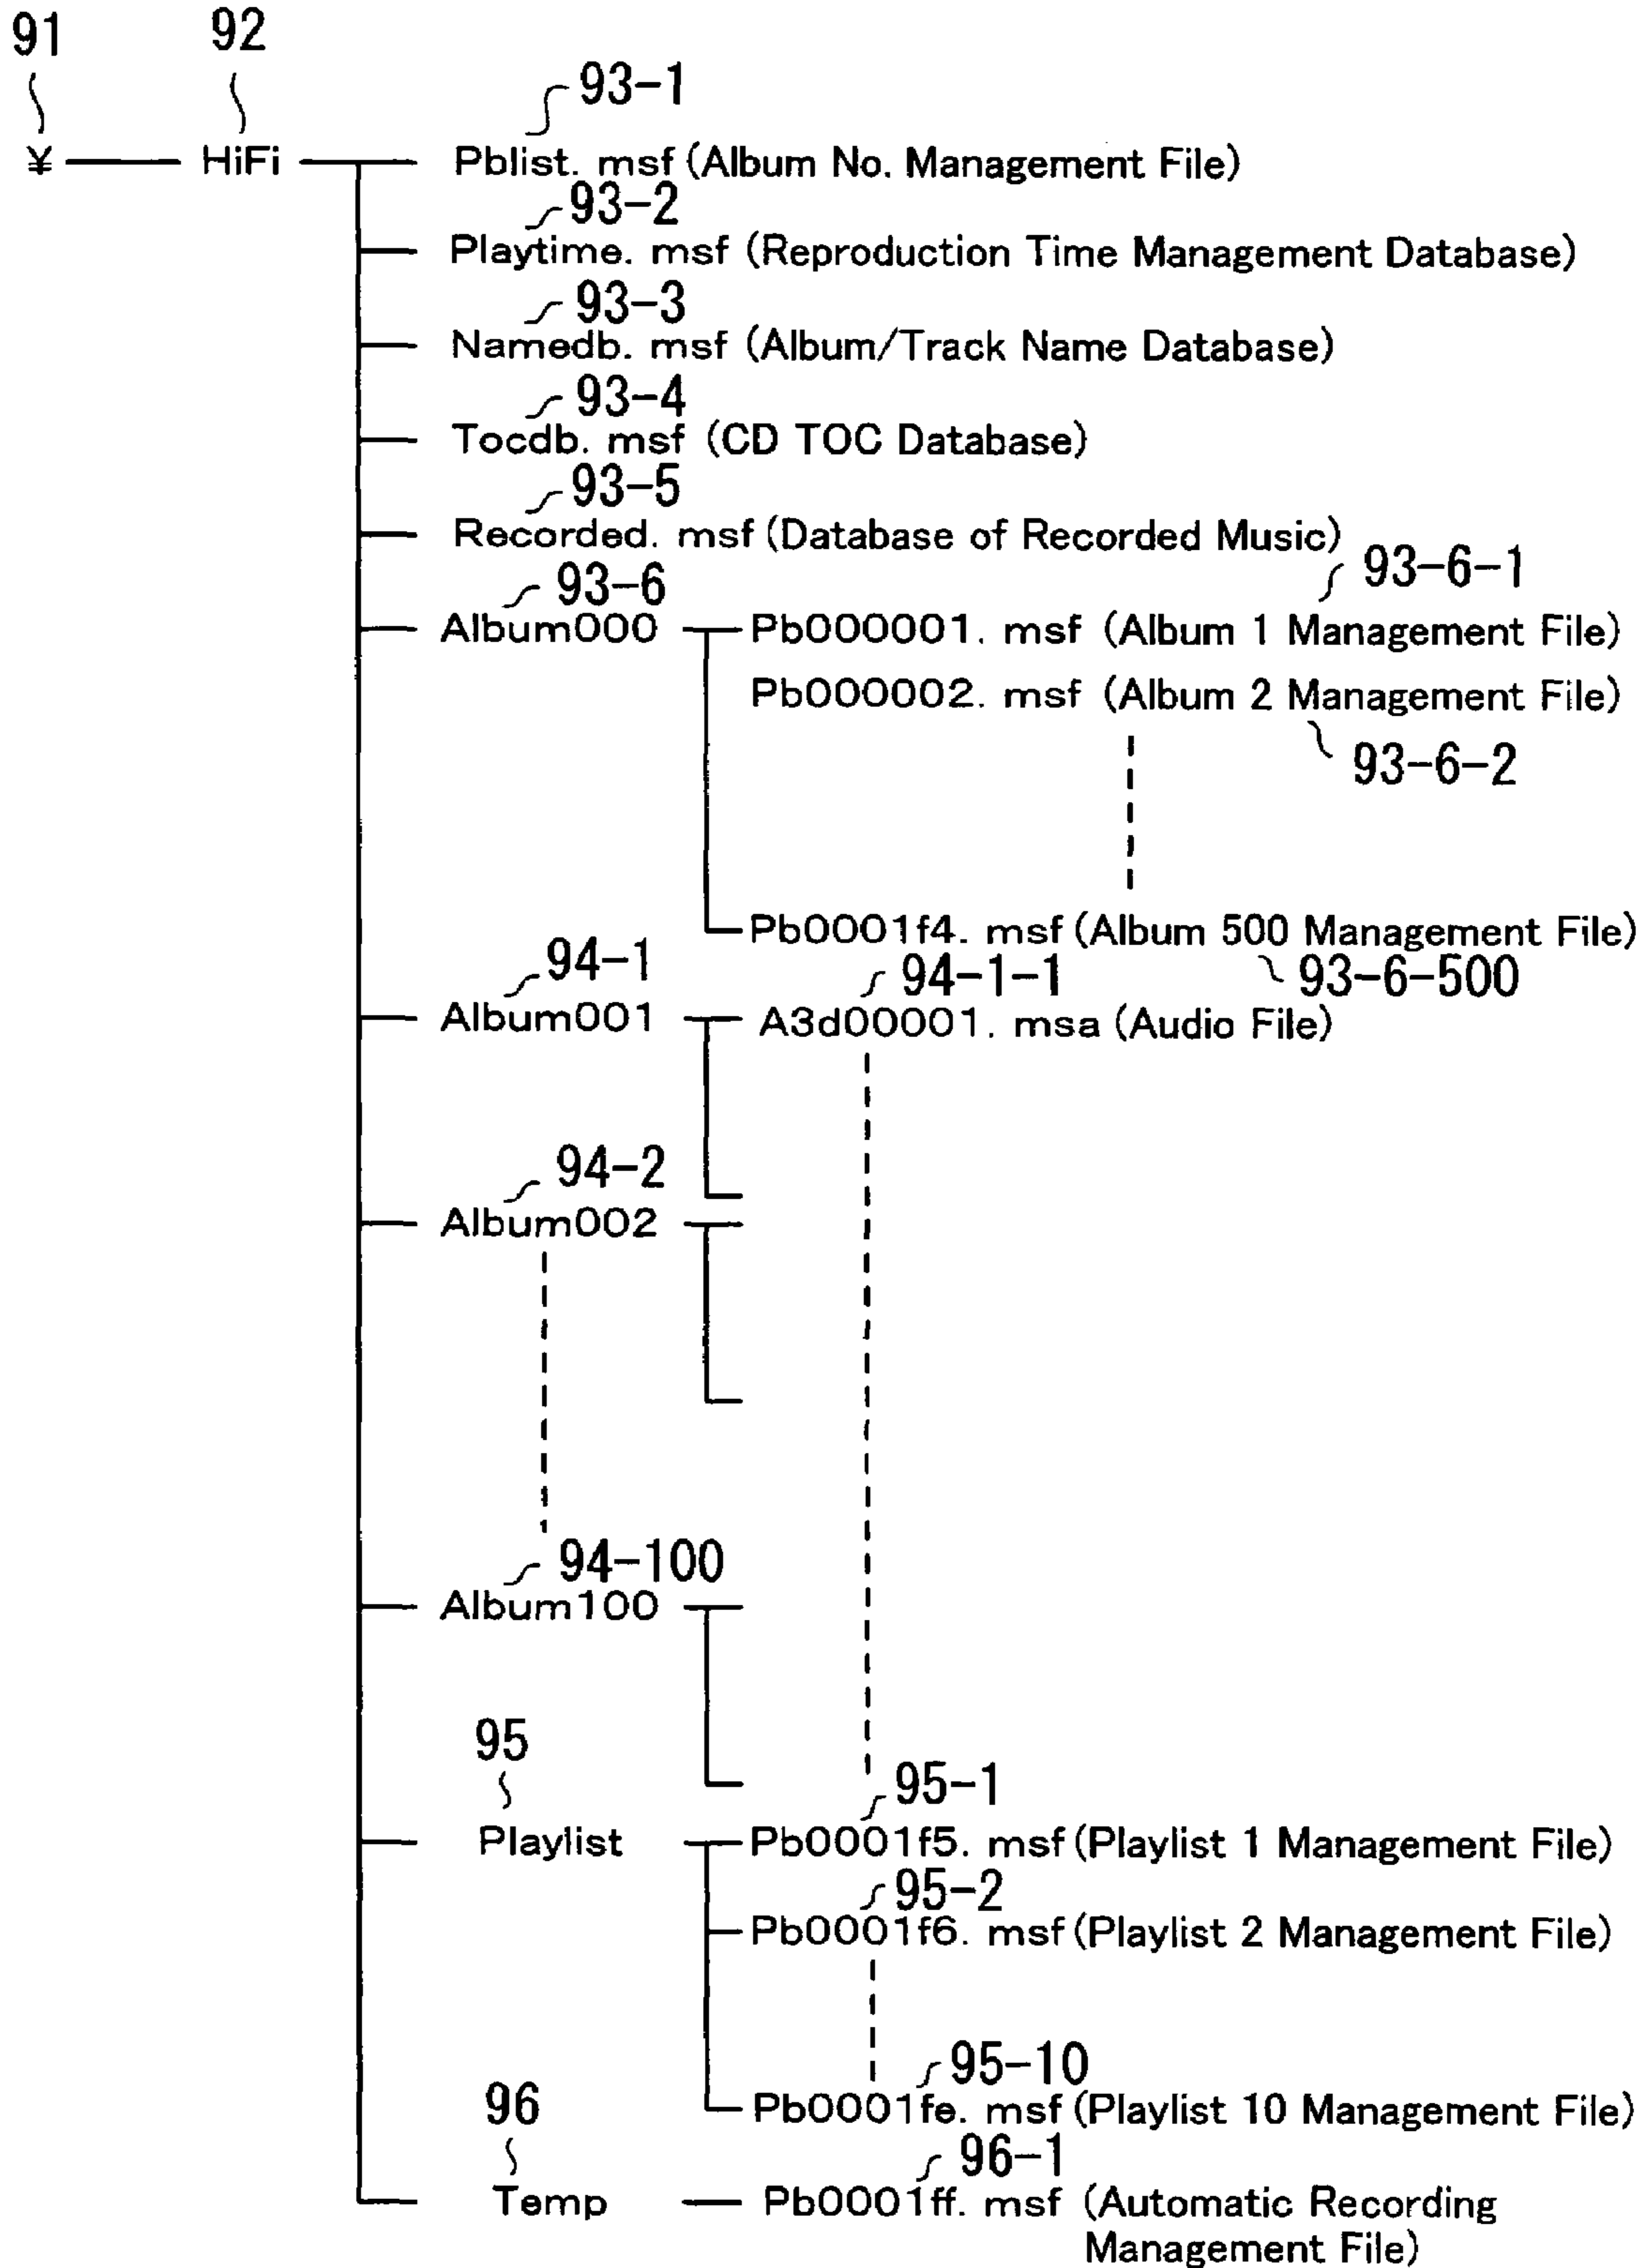 91 92
93-1
¥ HiFi Pblist. msf (Album No. Management File)
93-2
Playtime. msf (Reproduction Time Management Database)
93-3
Namedb. msf (Album/Track Name Database)
93-4
Tocdb. msf (CD TOC Database)
93-5
Recorded. msf (Database of Recorded Music)
93-6 93-6-1
Album000 Pb000001. msf (Album 1 Management File)
Pb000002. msf (Album 2 Management File)
93-6-2
Pb0001f4. msf (Album 500 Management File)
94-1 94-1-1 93-6-500
Album001 A3d00001. msa (Audio File)
94-2
Album002
94-100
Album100
95 95-1
Playlist Pb0001f5. msf (Playlist 1 Management File)
95-2
Pb0001f6. msf (Playlist 2 Management File)
95-10
Pb0001fe. msf (Playlist 10 Management File)
96 96-1
Temp Pb0001ff. msf (Automatic Recording
Management File)